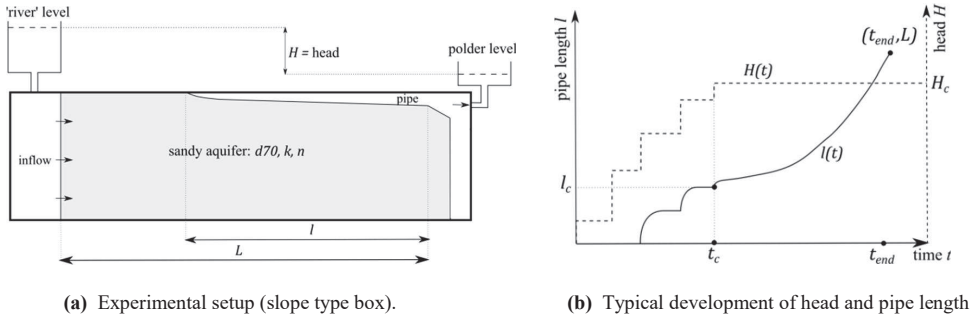 'river' level
H = head
polder level
pipe
inflow
sandy aquifer: d70, k, n
l
L
(a) Experimental setup (slope type box).
pipe length l
head H
(t_end, L)
H(t)
H_c
l(t)
l_c
t_c
t_end
time t
(b) Typical development of head and pipe length